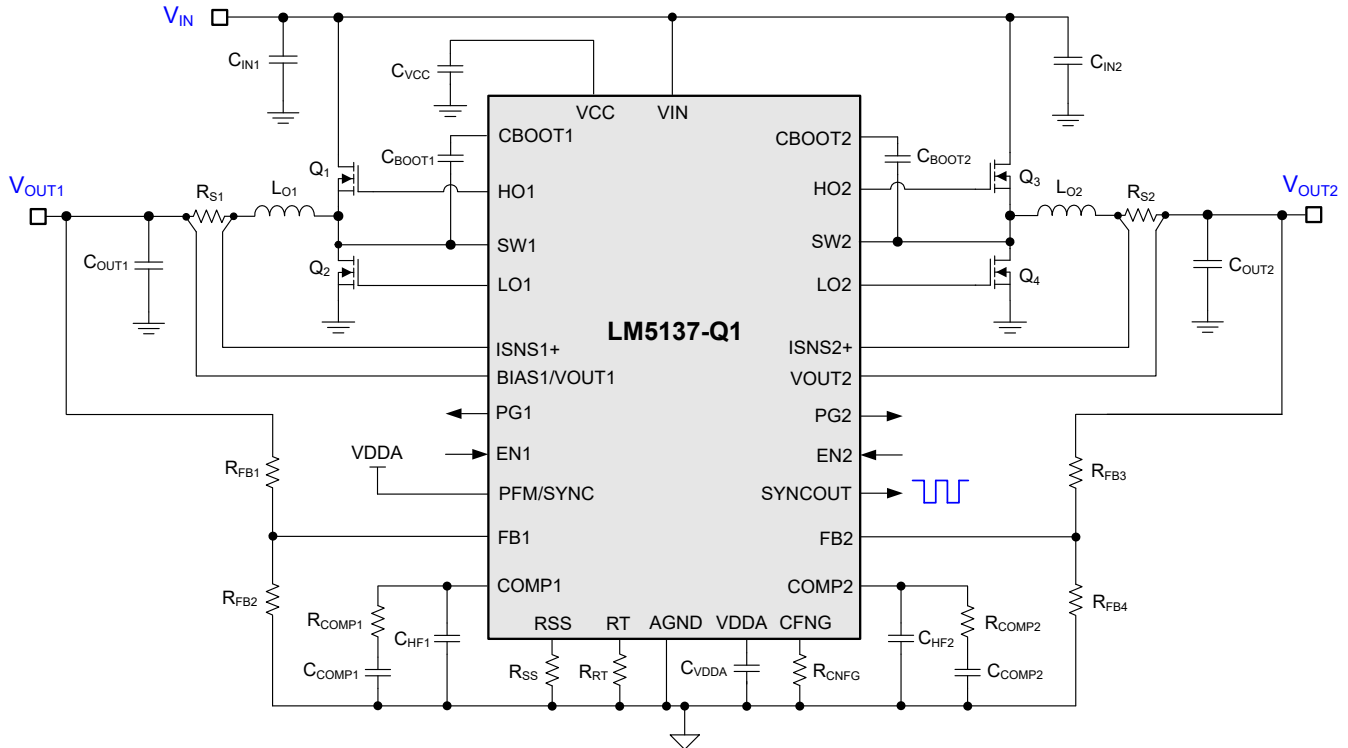 VIN
CIN1
CVCC
CIN2
VCC
VIN
CBOOT1
CBOOT2
CBOOT1
CBOOT2
Q1
Q3
HO1
HO2
VOUT1
RS1
LO1
LO2
RS2
VOUT2
SW1
SW2
COUT1
Q2
Q4
COUT2
LO1
LO2
LM5137-Q1
ISNS1+
ISNS2+
BIAS1/VOUT1
VOUT2
PG1
PG2
VDDA
EN1
EN2
RFB1
RFB3
PFM/SYNC
SYNCOUT
FB1
FB2
COMP1
COMP2
RFB2
RFB4
RCOMP1
CHF1
CCOMP1
RSS
RT
AGND
VDDA
CFNG
RSS
RRT
CVDDA
RCNFG
CHF2
RCOMP2
CCOMP2